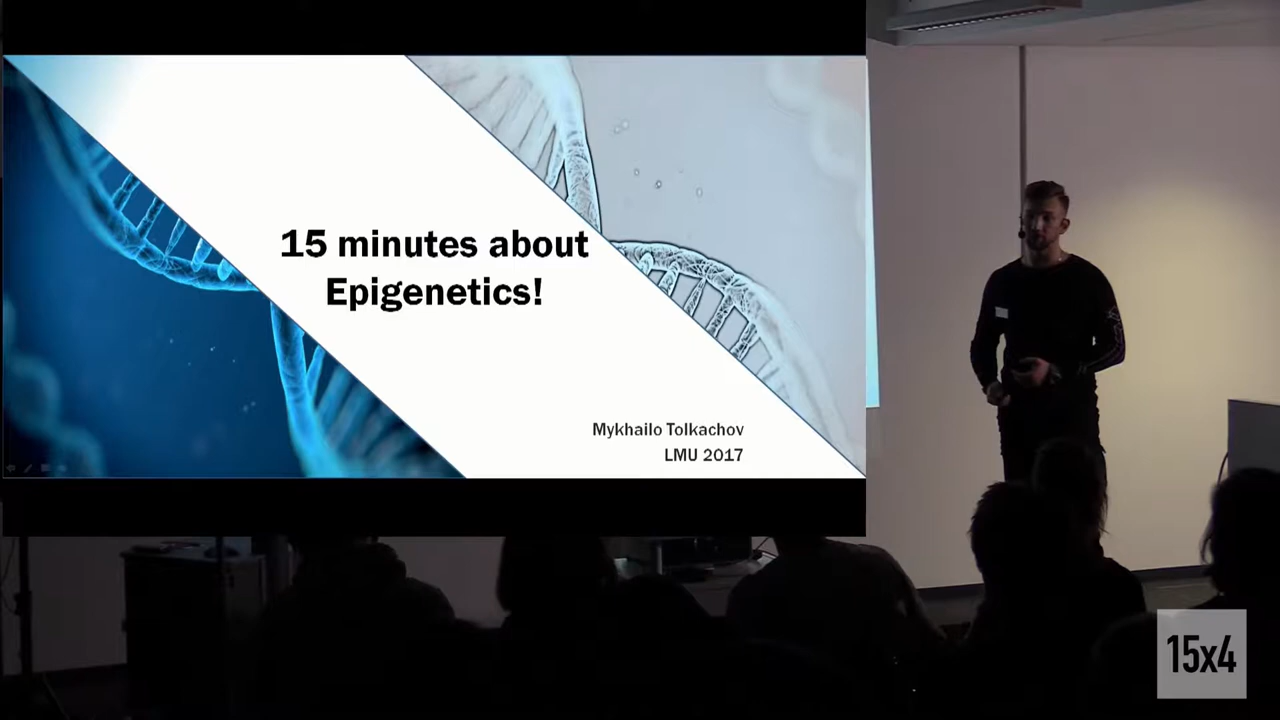 15 minutes about
Epigenetics!
Mykhailo Tolkachov
LMU 2017
15x4